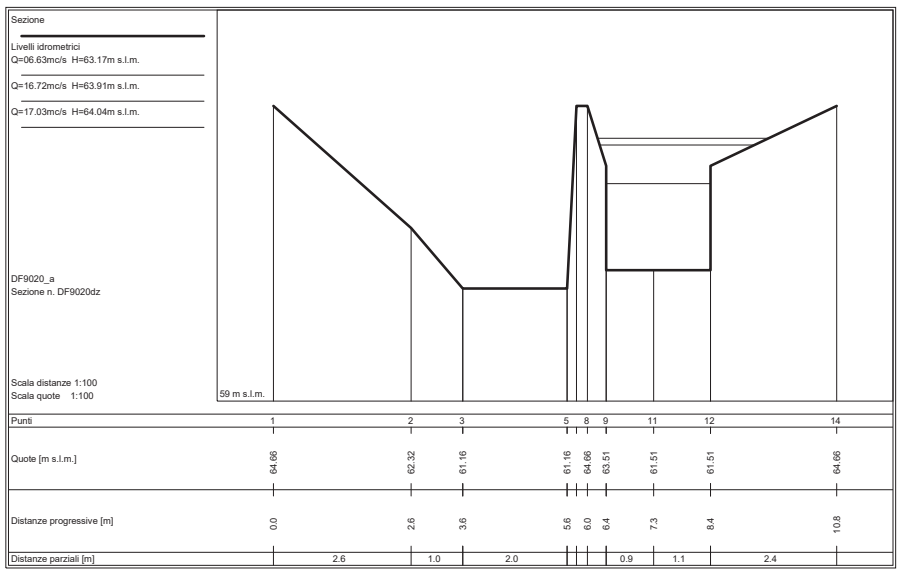 Sezione
Livelli idrometrici
Q=06.63mc/s H=63.17m s.l.m.
Q=16.72mc/s H=63.91m s.l.m.
Q=17.03mc/s H=64.04m s.l.m.
DF9020_a
Sezione n. DF9020dz
Scala distanze 1:100
Scala quote 1:100
59 m s.l.m.
Punti 1 2 3 5 8 9 11 12 14
Quote [m s.l.m.] 64.66 62.32 61.16 61.16 64.66 63.51 61.51 61.51 64.66
Distanze progressive [m] 0.0 2.6 3.6 5.6 6.0 6.4 7.3 8.4 10.8
Distanze parziali [m] 2.6 1.0 2.0 0.9 1.1 2.4